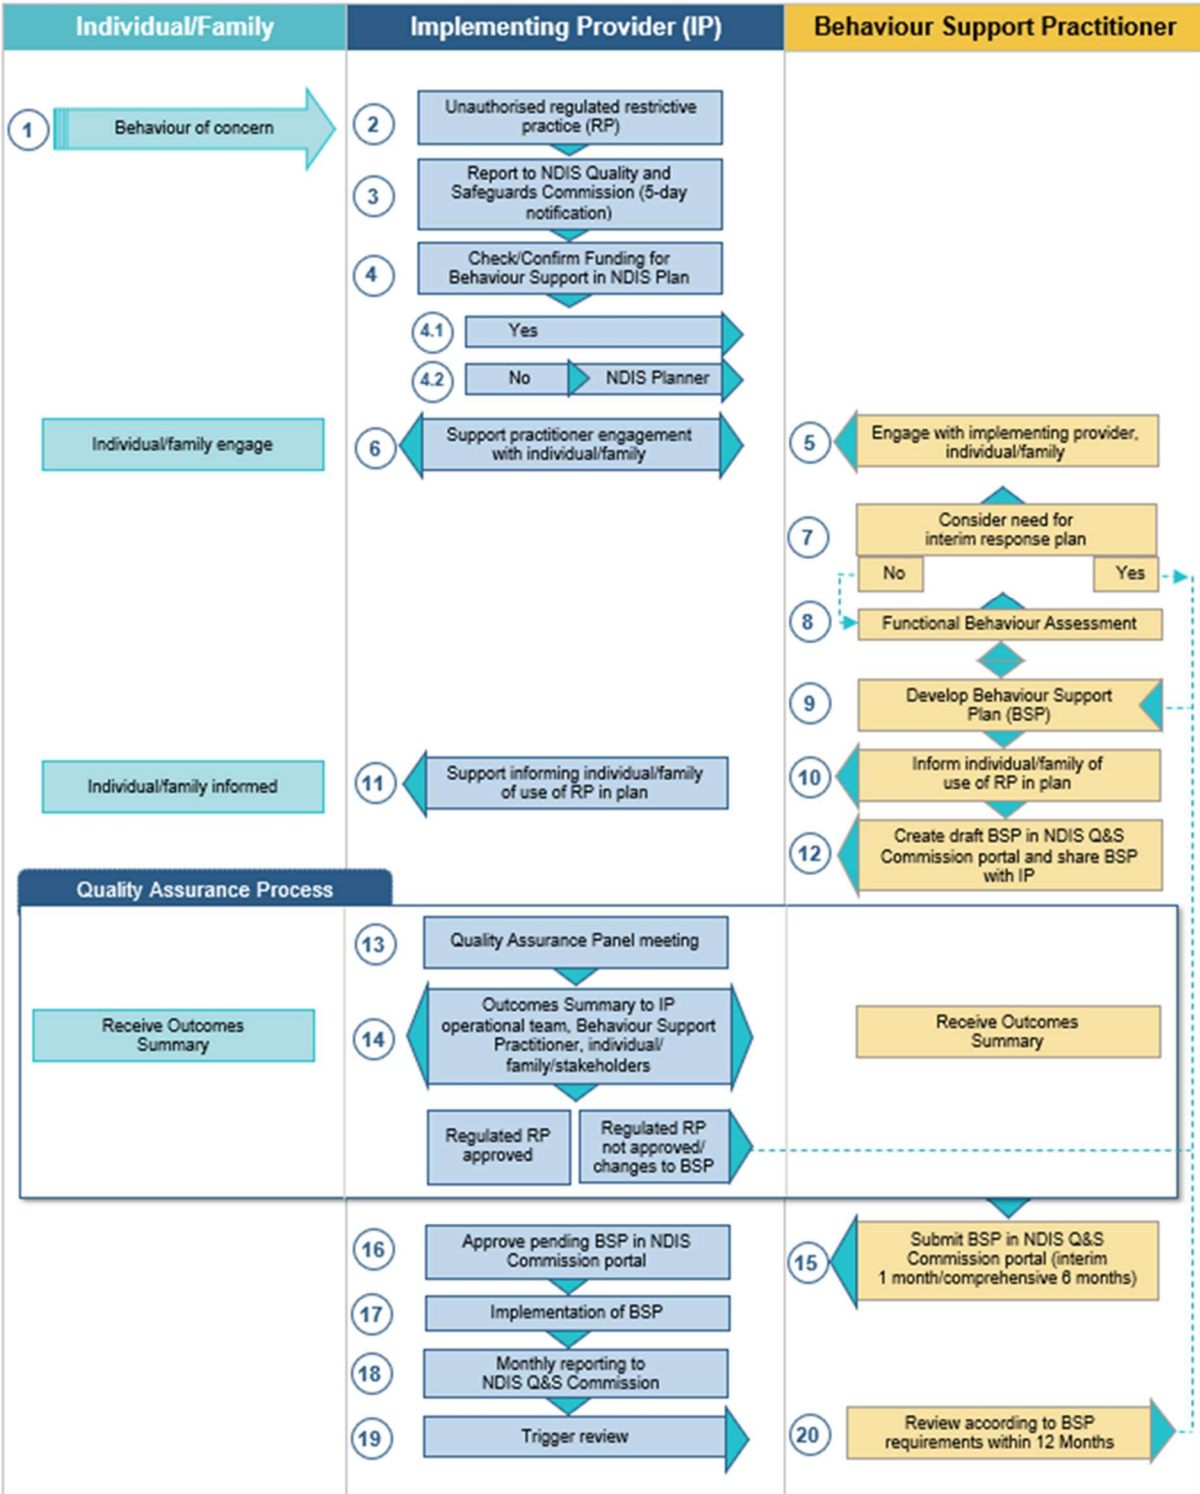 Individual/Family
Implementing Provider (IP)
Behaviour Support Practitioner
1
Behaviour of concern
2
Unauthorised regulated restrictive
practice (RP)
3
Report to NDIS Quality and
Safeguards Commission (5-day
notification)
4
Check/Confirm Funding for
Behaviour Support in NDIS Plan
4.1
Yes
4.2
No
NDIS Planner
Individual/family engage
6
Support practitioner engagement
with individual/family
5
Engage with implementing provider,
individual/family
7
Consider need for
interim response plan
No
Yes
8
Functional Behaviour Assessment
9
Develop Behaviour Support
Plan (BSP)
Individual/family informed
11
Support informing individual/family
of use of RP in plan
10
Inform individual/family of
use of RP in plan
12
Create draft BSP in NDIS Q&S
Commission portal and share BSP
with IP
Quality Assurance Process
13
Quality Assurance Panel meeting
Receive Outcomes
Summary
14
Outcomes Summary to IP
operational team, Behaviour Support
Practitioner, individual/
family/stakeholders
Receive Outcomes
Summary
Regulated RP
approved
Regulated RP
not approved/
changes to BSP
16
Approve pending BSP in NDIS
Commission portal
15
Submit BSP in NDIS Q&S
Commission portal (interim
1 month/comprehensive 6 months)
17
Implementation of BSP
18
Monthly reporting to
NDIS Q&S Commission
19
Trigger review
20
Review according to BSP
requirements within 12 Months